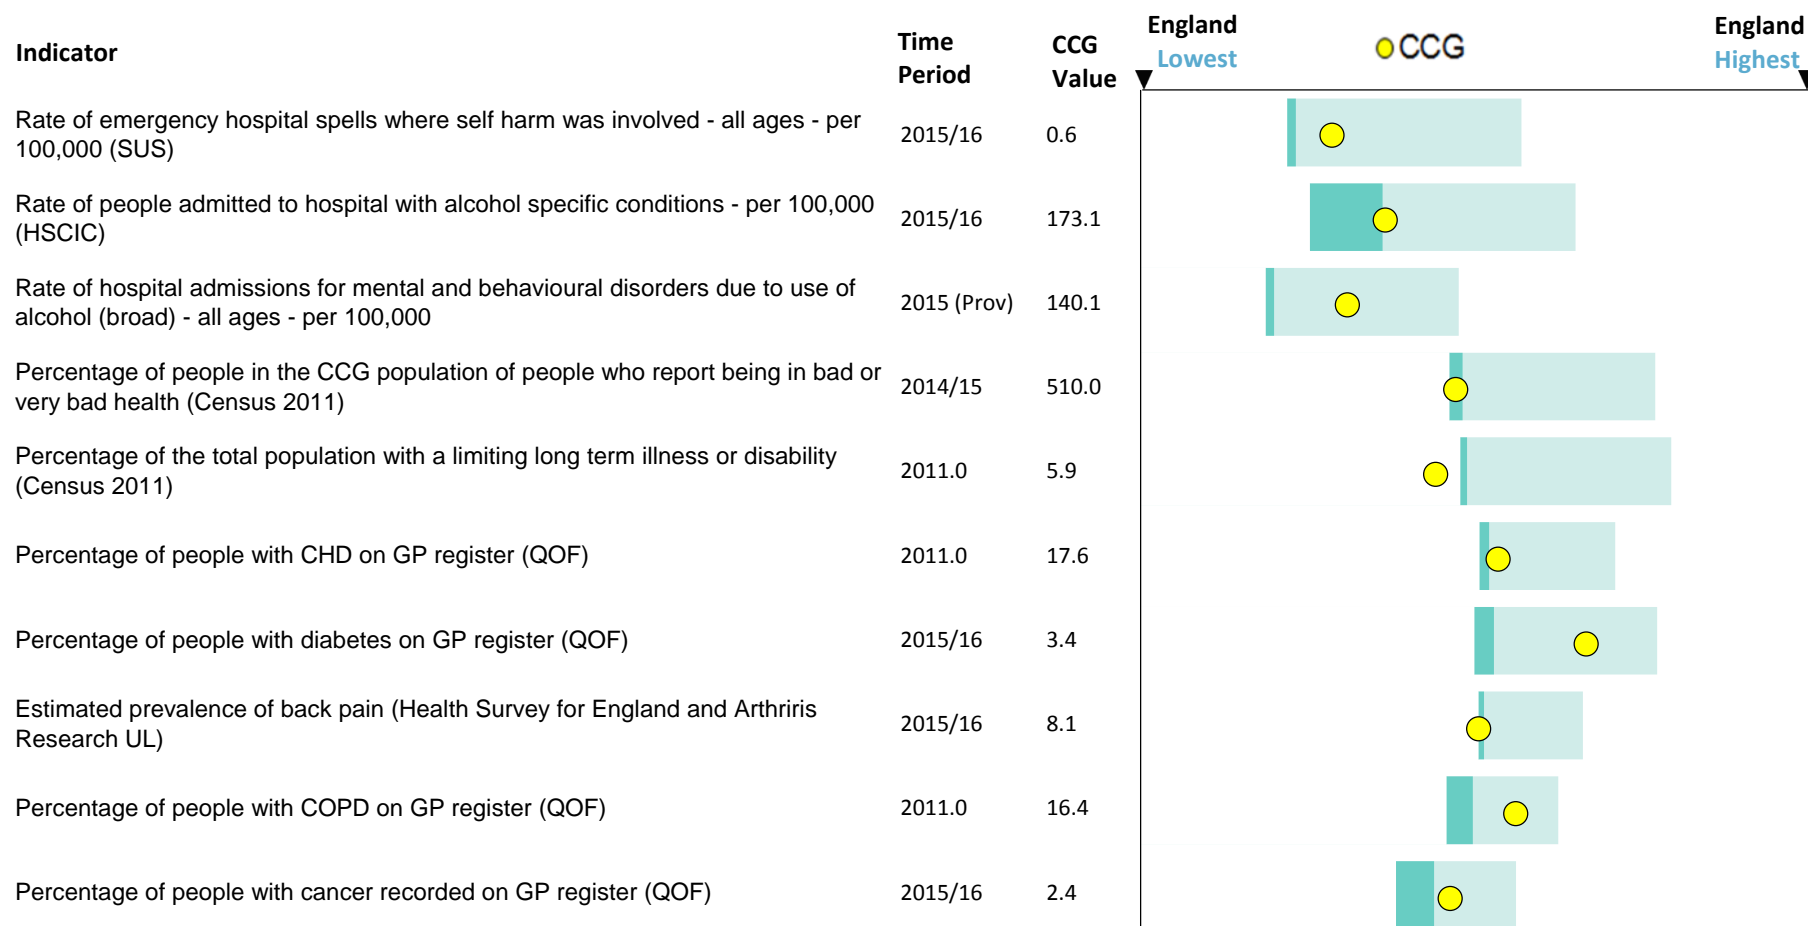 Indicator
Time
Period
CCG
Value
England
Lowest
CCG
England
Highest
Rate of emergency hospital spells where self harm was involved - all ages - per
100,000 (SUS)
2015/16
0.6
Rate of people admitted to hospital with alcohol specific conditions - per 100,000
(HSCIC)
2015/16
173.1
Rate of hospital admissions for mental and behavioural disorders due to use of
alcohol (broad) - all ages - per 100,000
2015 (Prov)
140.1
Percentage of people in the CCG population of people who report being in bad or
very bad health (Census 2011)
2014/15
510.0
Percentage of the total population with a limiting long term illness or disability
(Census 2011)
2011.0
5.9
Percentage of people with CHD on GP register (QOF)
2011.0
17.6
Percentage of people with diabetes on GP register (QOF)
2015/16
3.4
Estimated prevalence of back pain (Health Survey for England and Arthriris
Research UL)
2015/16
8.1
Percentage of people with COPD on GP register (QOF)
2011.0
16.4
Percentage of people with cancer recorded on GP register (QOF)
2015/16
2.4